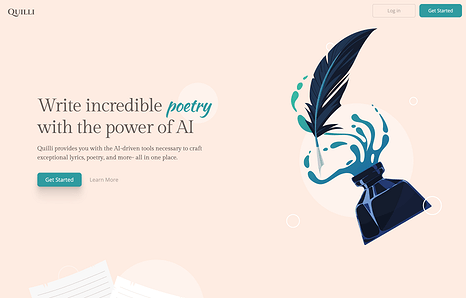 Quilli
Log in
Get Started
Write incredible poetry
with the power of AI
Quilli provides you with the AI-driven tools necessary to craft
exceptional lyrics, poetry, and more- all in one place.
Get Started
Learn More